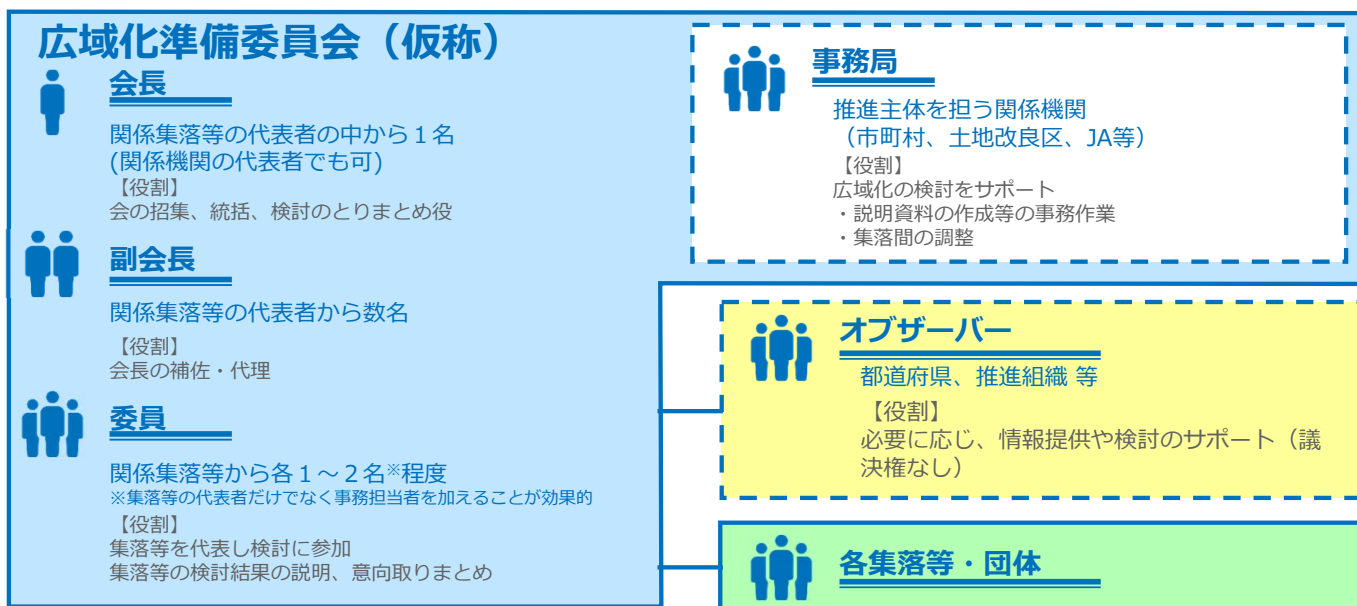 広域化準備委員会（仮称）
会長
関係集落等の代表者の中から１名
(関係機関の代表者でも可)
【役割】
会の招集、統括、検討のとりまとめ役
副会長
関係集落等の代表者から数名
【役割】
会長の補佐・代理
委員
関係集落等から各１～２名※程度
※集落等の代表者だけでなく事務担当者を加えることが効果的
【役割】
集落等を代表し検討に参加
集落等の検討結果の説明、意向取りまとめ
事務局
推進主体を担う関係機関
（市町村、土地改良区、JA等）
【役割】
広域化の検討をサポート
・説明資料の作成等の事務作業
・集落間の調整
オブザーバー
都道府県、推進組織 等
【役割】
必要に応じ、情報提供や検討のサポート（議
決権なし）
各集落等・団体